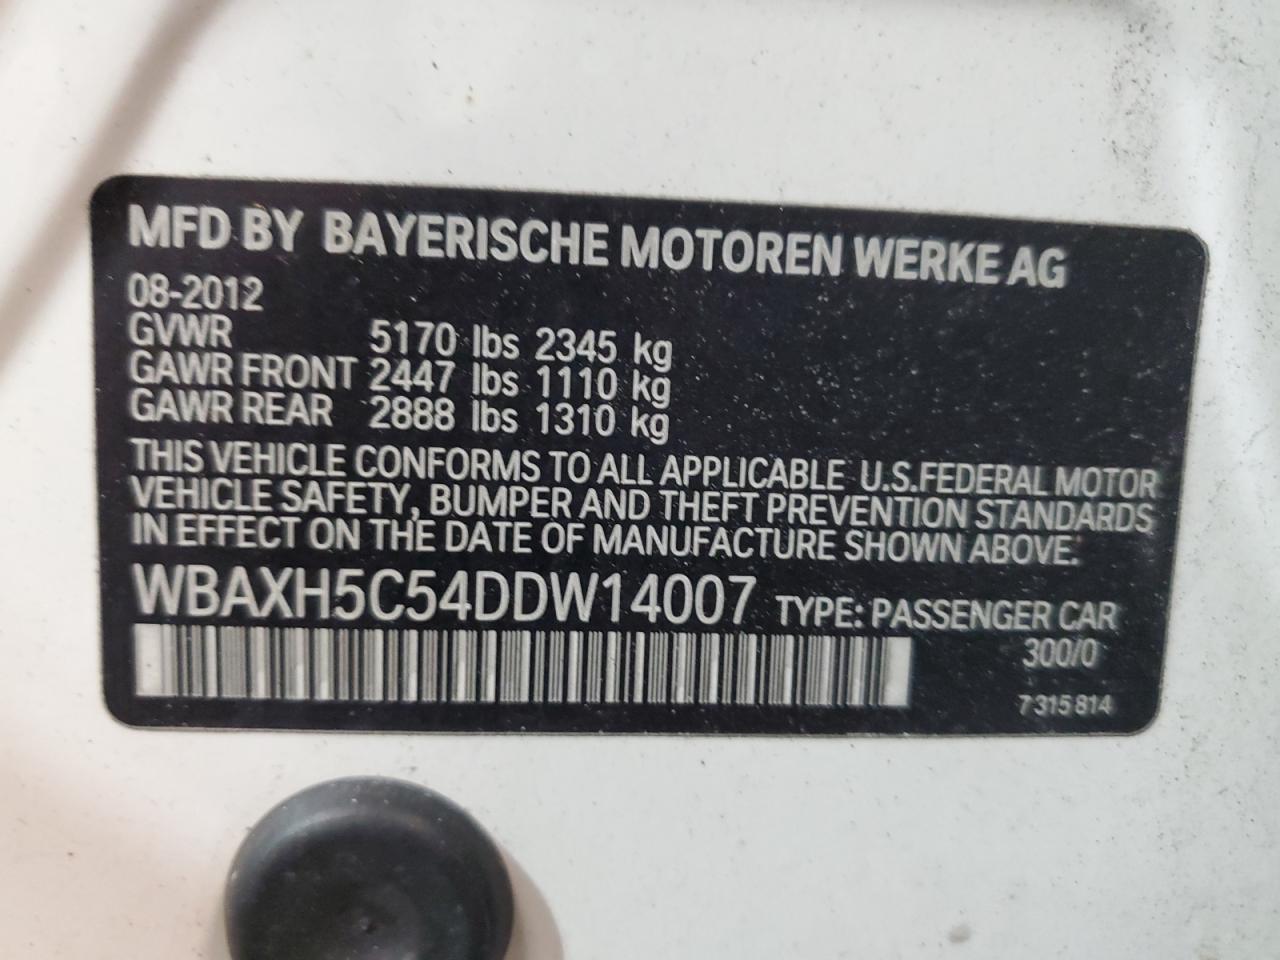 MFD BY BAYERISCHE MOTOREN WERKE AG
08-2012
GVWR 5170 lbs 2345 kg
GAWR FRONT 2447 lbs 1110 kg
GAWR REAR 2888 lbs 1310 kg
THIS VEHICLE CONFORMS TO ALL APPLICABLE U.S.FEDERAL MOTOR
VEHICLE SAFETY, BUMPER AND THEFT PREVENTION STANDARDS
IN EFFECT ON THE DATE OF MANUFACTURE SHOWN ABOVE.
WBAXH5C54DDW14007 TYPE: PASSENGER CAR
300/0
7 315 814